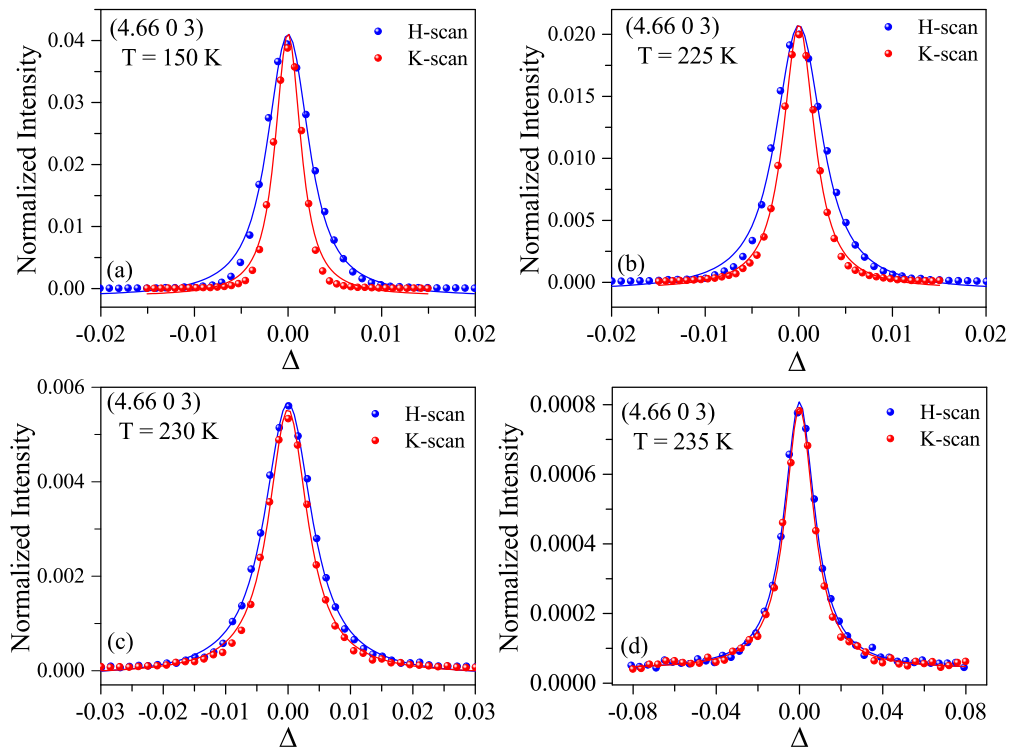 (4.66 0 3)
T = 150 K
H-scan
K-scan
Normalized Intensity
0.04
0.03
0.02
0.01
0.00
(a)
-0.02 -0.01 0.00 0.01 0.02
Δ
(4.66 0 3)
T = 225 K
H-scan
K-scan
Normalized Intensity
0.020
0.015
0.010
0.005
0.000
(b)
-0.02 -0.01 0.00 0.01 0.02
Δ
(4.66 0 3)
T = 230 K
H-scan
K-scan
Normalized Intensity
0.006
0.004
0.002
0.000
(c)
-0.03 -0.02 -0.01 0.00 0.01 0.02 0.03
Δ
(4.66 0 3)
T = 235 K
H-scan
K-scan
Normalized Intensity
0.0008
0.0006
0.0004
0.0002
0.0000
(d)
-0.08 -0.04 0.00 0.04 0.08
Δ